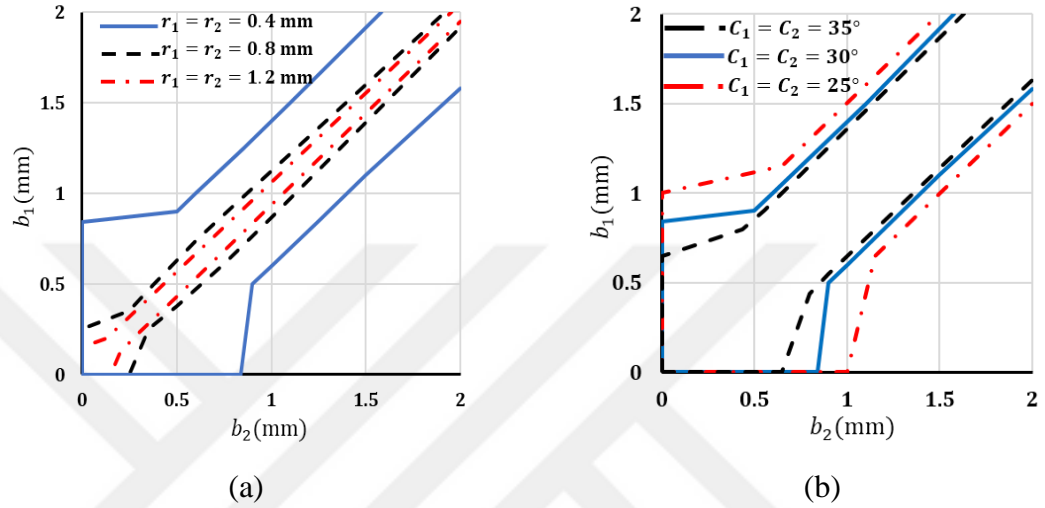 2
1.5
1
0.5
0
b₁(mm)
r₁ = r₂ = 0.4 mm
r₁ = r₂ = 0.8 mm
r₁ = r₂ = 1.2 mm
0 0.5 1 1.5 2
b₂(mm)
(a)
2
1.5
1
0.5
0
b₁(mm)
C₁ = C₂ = 35°
C₁ = C₂ = 30°
C₁ = C₂ = 25°
0 0.5 1 1.5 2
b₂(mm)
(b)